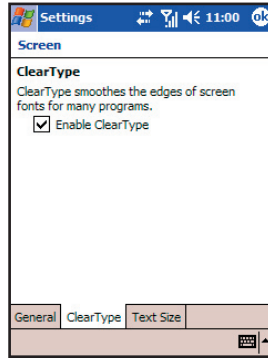 Settings 11:00 ok
Screen
ClearType
ClearType smoothes the edges of screen
fonts for many programs.
Enable ClearType
General ClearType Text Size